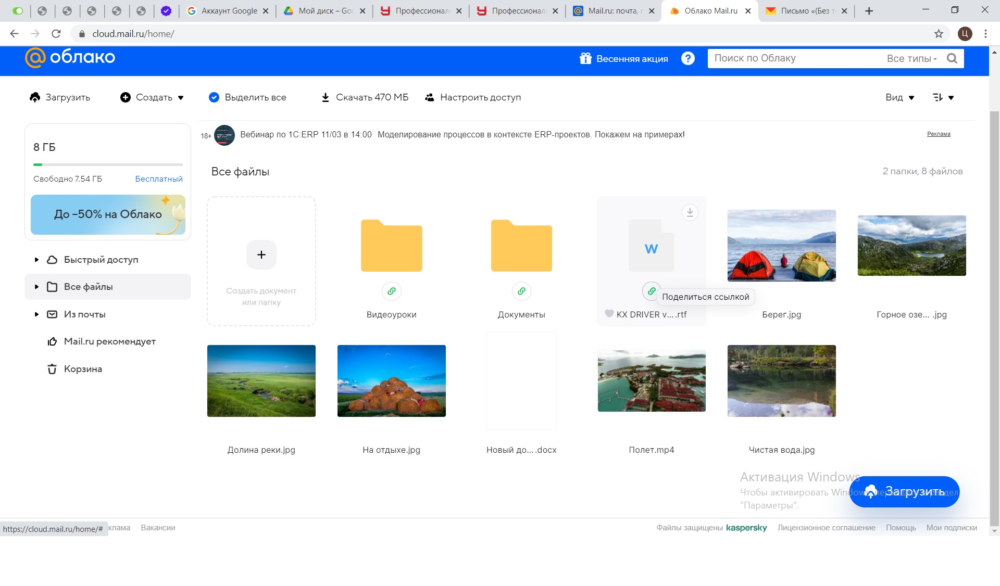 Аккаунт Google
Мой диск – Goo
Профессионал
Профессионал
Mail.ru: почта,
Облако Mail.ru
Письмо «(Без т
cloud.mail.ru/home/
Ц
облако
Весенняя акция
?
Поиск по Облаку
Все типы
Загрузить
Создать
Выделить все
Скачать 470 МБ
Настроить доступ
Вид
18+
Вебинар по 1С:ERP 11/03 в 14:00 Моделирование процессов в контексте ERP-проектов. Покажем на примерах!
Реклама
8 ГБ
Свободно 7.54 ГБ
Бесплатный
До –50% на Облако
Быстрый доступ
Все файлы
Из почты
Mail.ru рекомендует
Корзина
Все файлы
2 папки, 8 файлов
Создать документ
или папку
Видеоуроки
Документы
W
Поделиться ссылкой
KX DRIVER v... .rtf
Берег.jpg
Горное озе... .jpg
Долина реки.jpg
На отдыхе.jpg
Новый до... .docx
Полет.mp4
Чистая вода.jpg
Активация Windows
Чтобы активировать Windows, перейдите в раздел
"Параметры".
Загрузить
https://cloud.mail.ru/home/#
клама
Вакансии
Файлы защищены kaspersky
Лицензионное соглашение
Помощь
Мои подписки